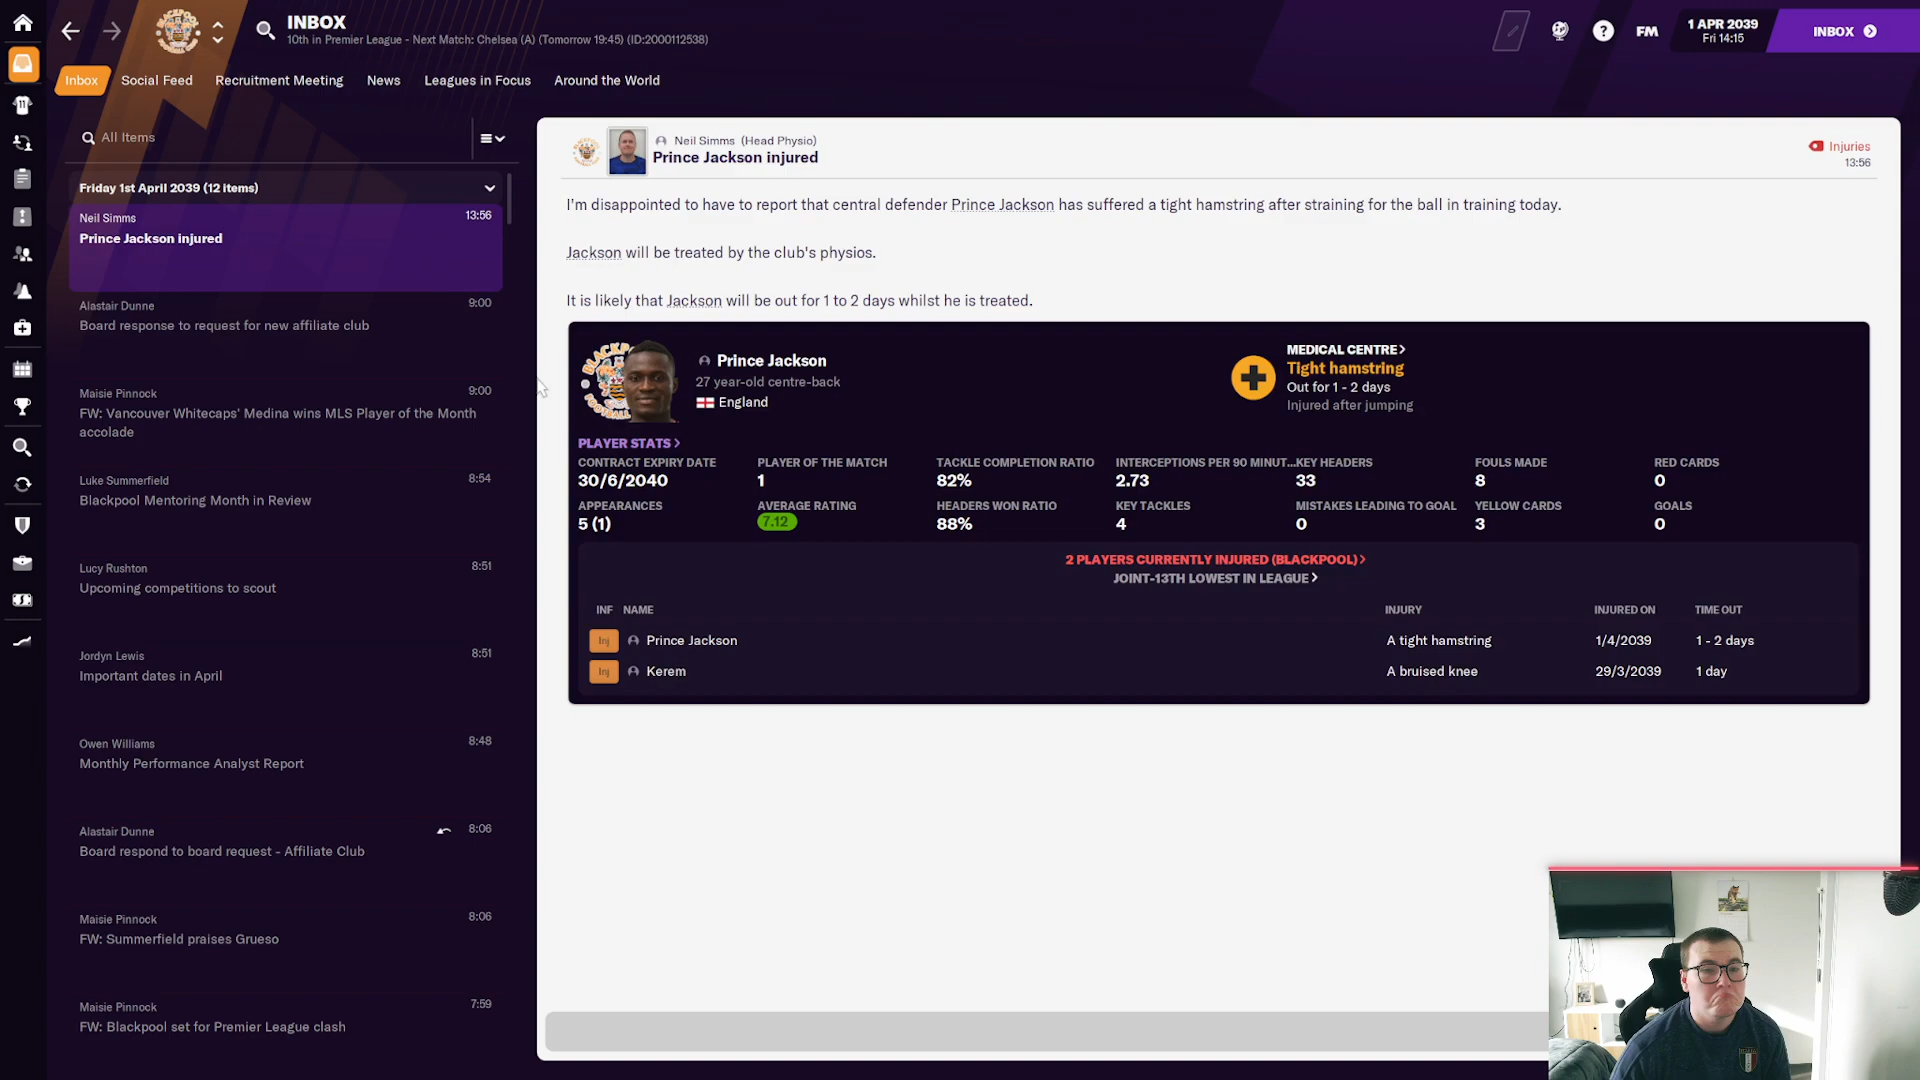 INBOX
10th in Premier League - Next Match: Chelsea (A) (Tomorrow 19:45) (ID:2000112538)
FM
1 APR 2039
Fri 14:15
INBOX
Inbox
Social Feed
Recruitment Meeting
News
Leagues in Focus
Around the World
All Items
Friday 1st April 2039 (12 items)
Neil Simms
13:56
Prince Jackson injured
Alastair Dunne
9:00
Board response to request for new affiliate club
Maisie Pinnock
9:00
FW: Vancouver Whitecaps' Medina wins MLS Player of the Month
accolade
Luke Summerfield
8:54
Blackpool Mentoring Month in Review
Lucy Rushton
8:51
Upcoming competitions to scout
Jordyn Lewis
8:51
Important dates in April
Owen Williams
8:48
Monthly Performance Analyst Report
Alastair Dunne
8:06
Board respond to board request - Affiliate Club
Maisie Pinnock
8:06
FW: Summerfield praises Grueso
Maisie Pinnock
7:59
FW: Blackpool set for Premier League clash
Neil Simms (Head Physio)
Prince Jackson injured
Injuries
13:56
I'm disappointed to have to report that central defender Prince Jackson has suffered a tight hamstring after straining for the ball in training today.
Jackson will be treated by the club's physios.
It is likely that Jackson will be out for 1 to 2 days whilst he is treated.
Prince Jackson
27 year-old centre-back
England
MEDICAL CENTRE
Tight hamstring
Out for 1 - 2 days
Injured after jumping
PLAYER STATS
CONTRACT EXPIRY DATE
30/6/2040
PLAYER OF THE MATCH
1
TACKLE COMPLETION RATIO
82%
INTERCEPTIONS PER 90 MINUT...
2.73
KEY HEADERS
33
FOULS MADE
8
RED CARDS
0
APPEARANCES
5 (1)
AVERAGE RATING
7.12
HEADERS WON RATIO
88%
KEY TACKLES
4
MISTAKES LEADING TO GOAL
0
YELLOW CARDS
3
GOALS
0
2 PLAYERS CURRENTLY INJURED (BLACKPOOL)
JOINT-13TH LOWEST IN LEAGUE
INF NAME INJURY INJURED ON TIME OUT
Inj Prince Jackson A tight hamstring 1/4/2039 1 - 2 days
Inj Kerem A bruised knee 29/3/2039 1 day